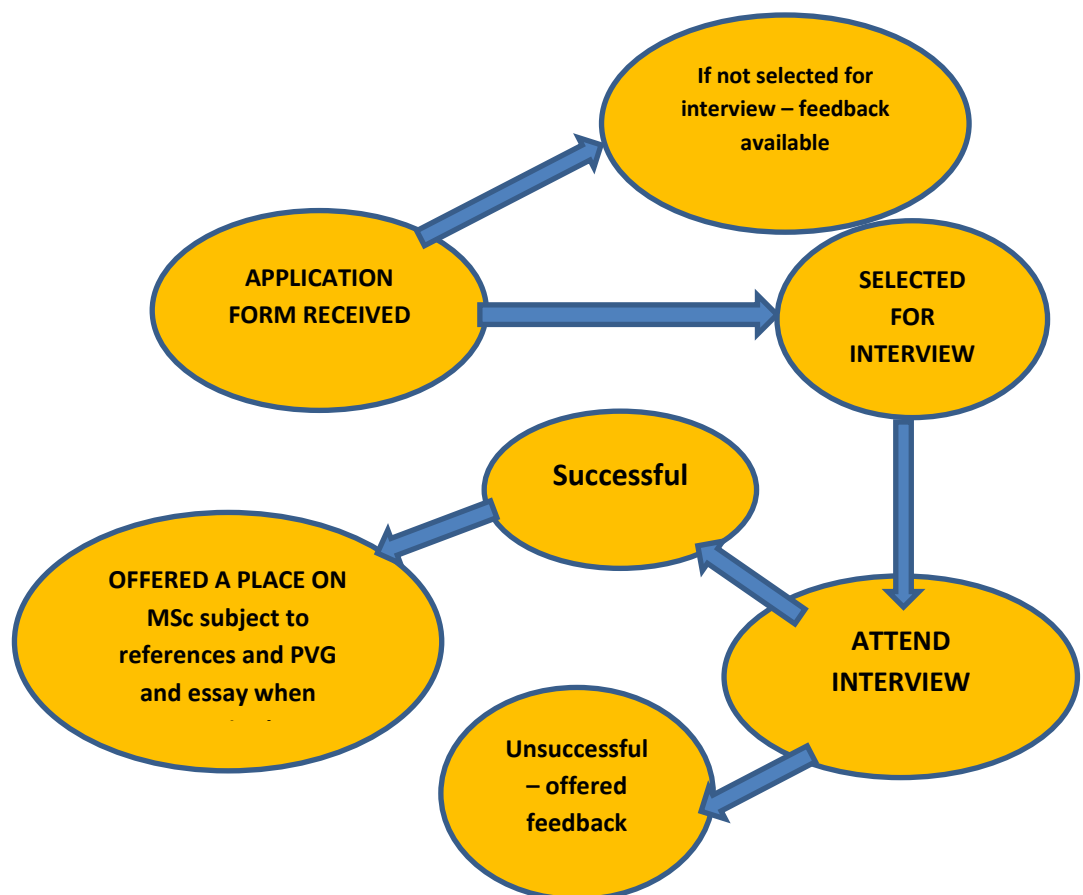 If not selected for
interview – feedback
available
APPLICATION
FORM RECEIVED
SELECTED
FOR
INTERVIEW
Successful
OFFERED A PLACE ON
MSc subject to
references and PVG
and essay when
ATTEND
INTERVIEW
Unsuccessful
– offered
feedback